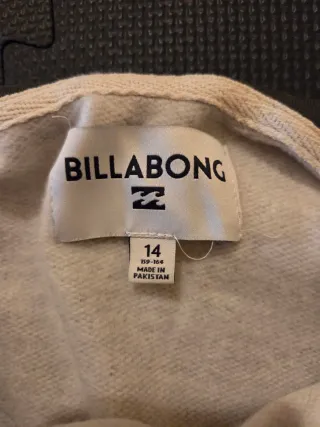 BILLABONG
14
159-164
MADE IN
PAKISTAN